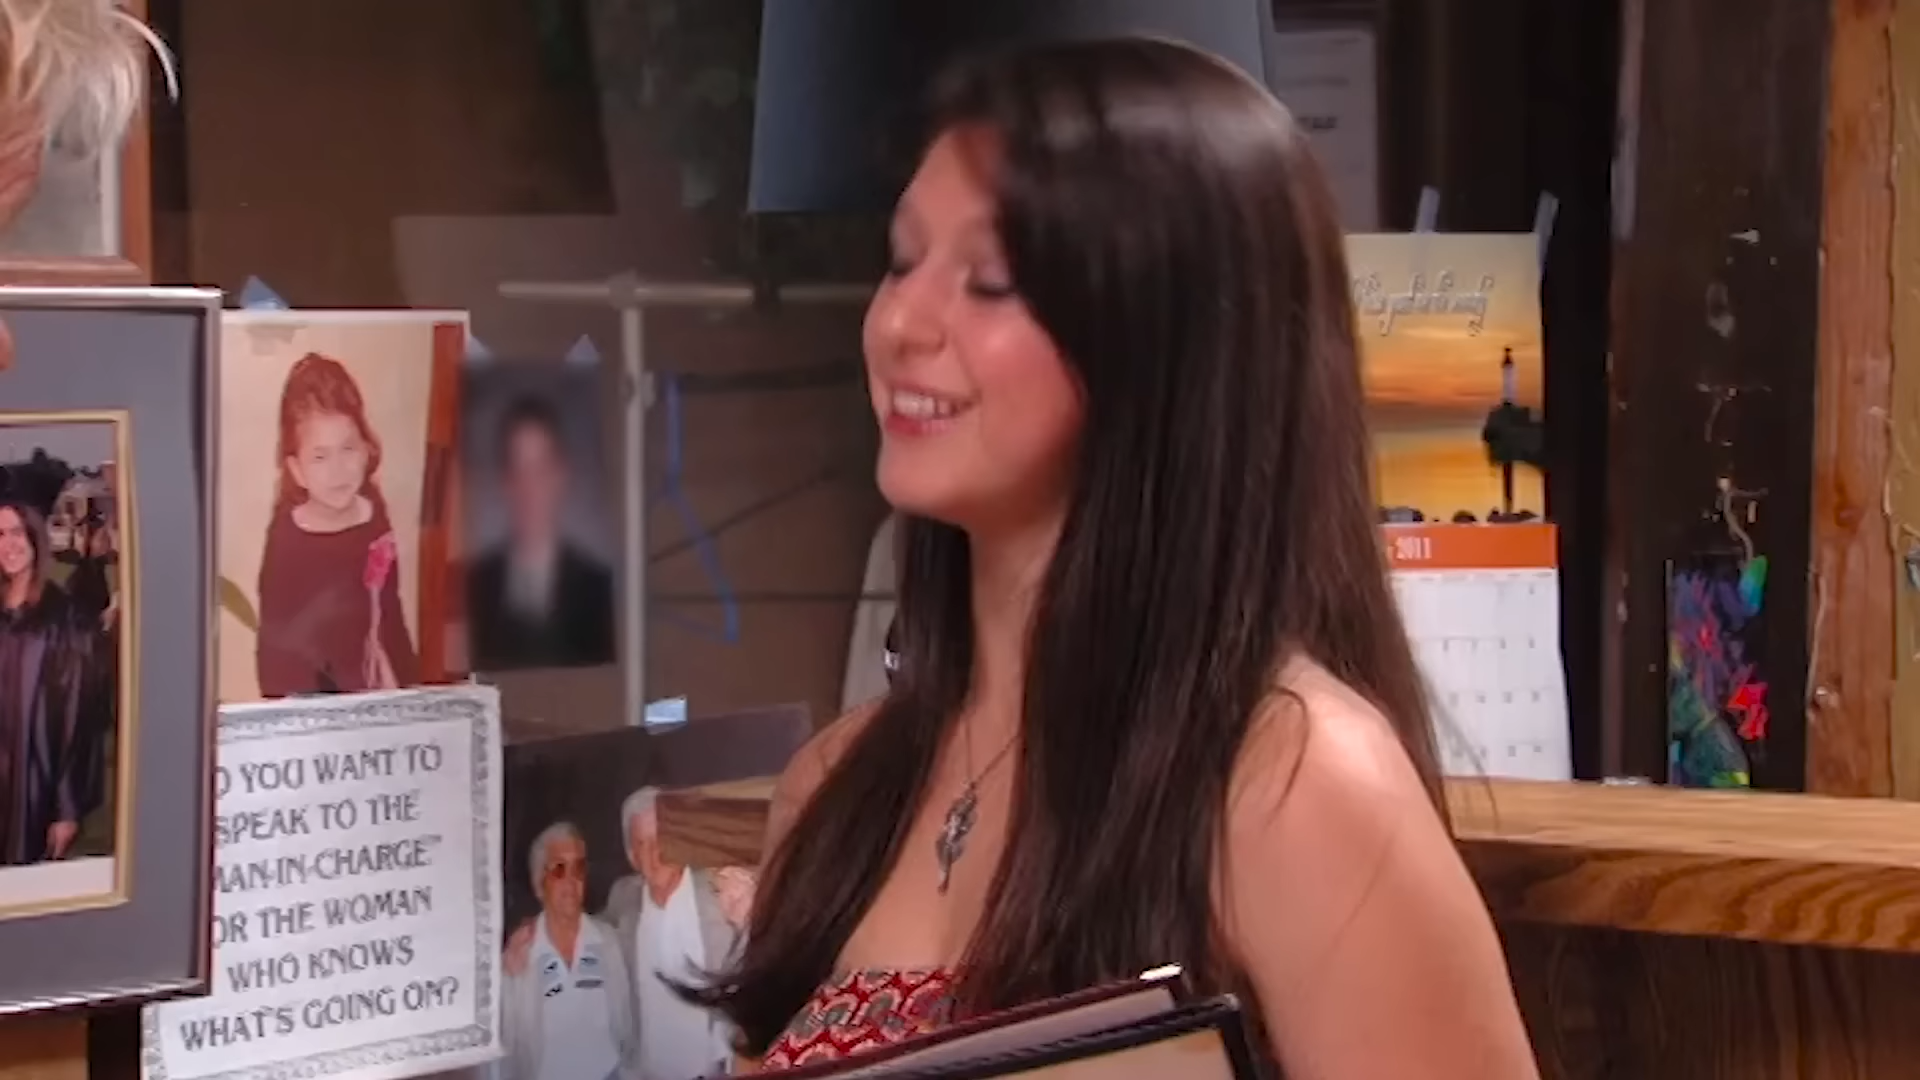 O YOU WANT TO
SPEAK TO THE
MAN-IN-CHARGE"
OR THE WOMAN
WHO KNOWS
WHAT'S GOING ON?
2011